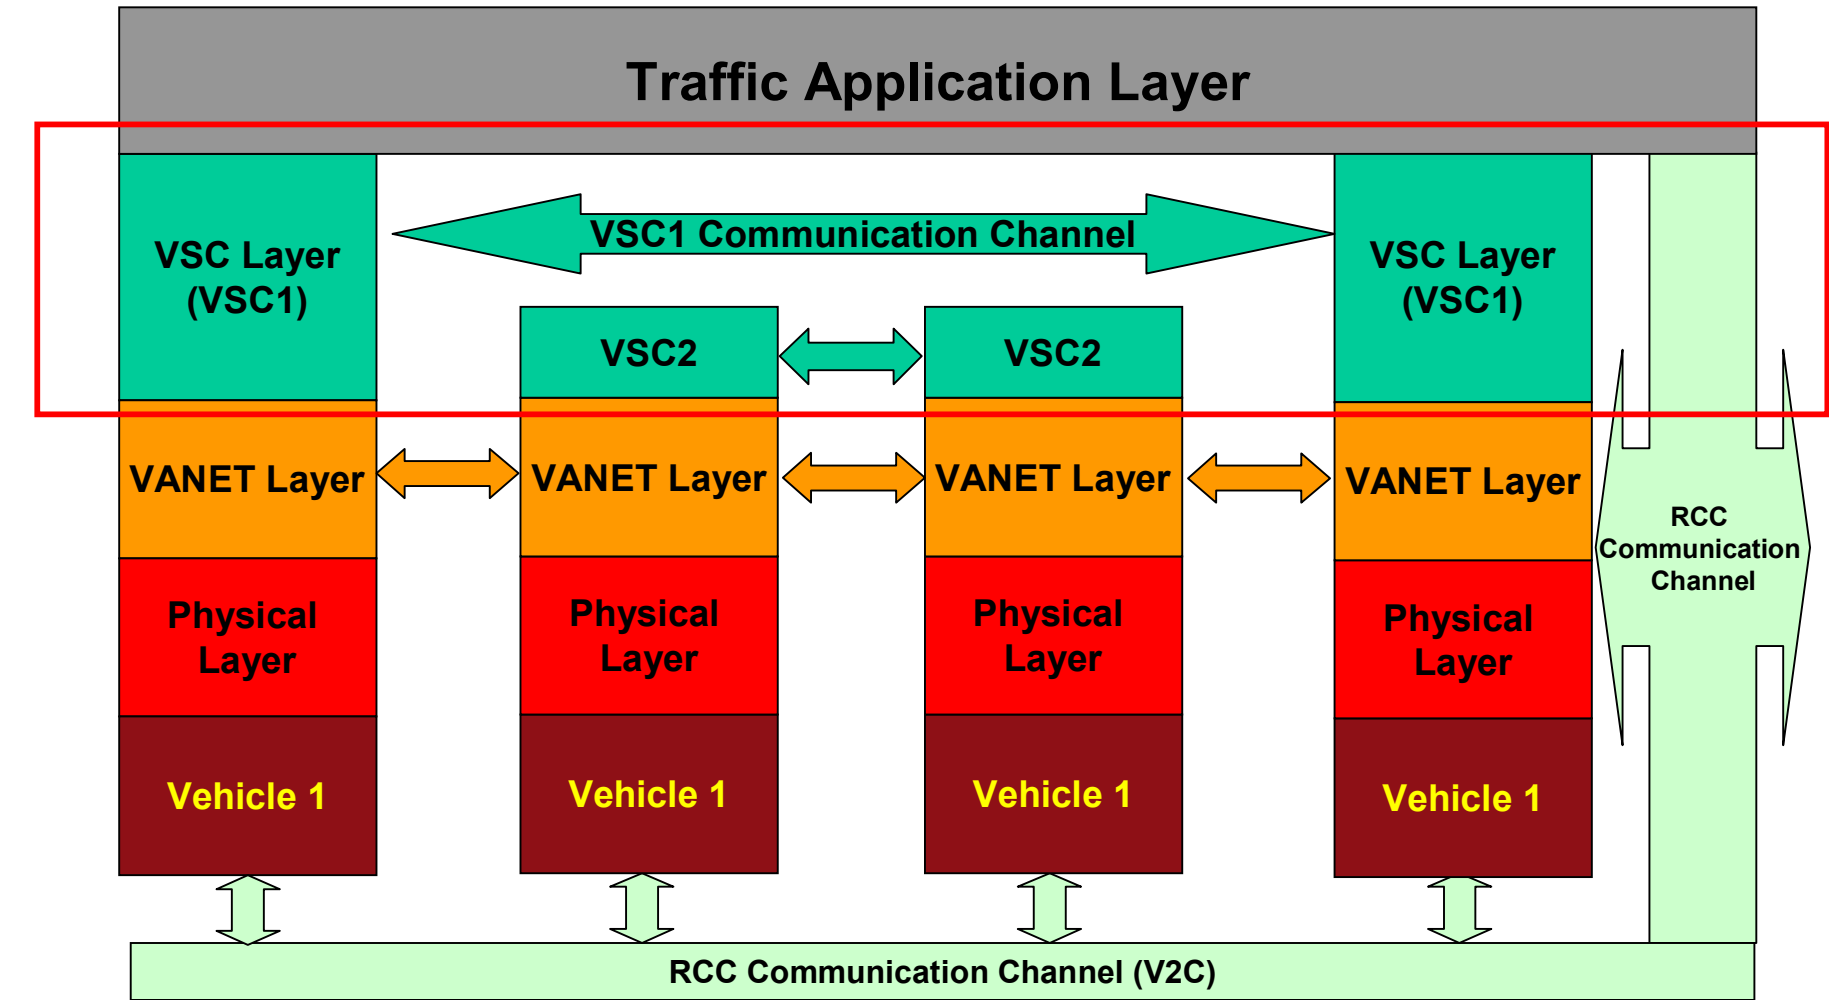 Traffic Application Layer
VSC Layer
(VSC1)
VSC1 Communication Channel
VSC Layer
(VSC1)
VSC2
VSC2
VANET Layer
VANET Layer
VANET Layer
VANET Layer
RCC
Communication
Channel
Physical
Layer
Physical
Layer
Physical
Layer
Physical
Layer
Vehicle 1
Vehicle 1
Vehicle 1
Vehicle 1
RCC Communication Channel (V2C)